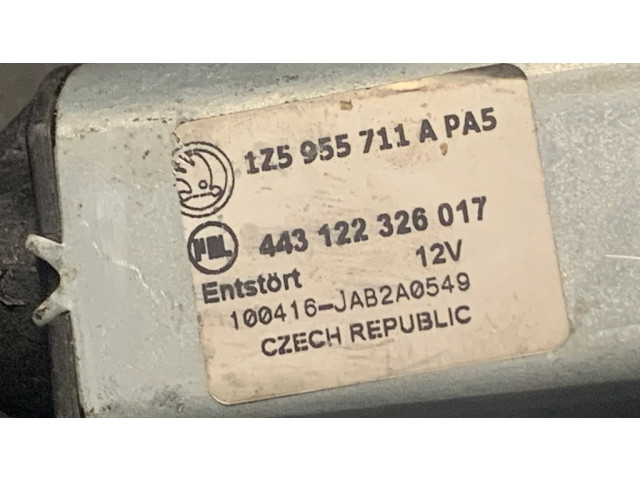 1Z5 955 711 A PA5
443 122 326 017
Entstört 12V
100416-JAB2A0549
CZECH REPUBLIC